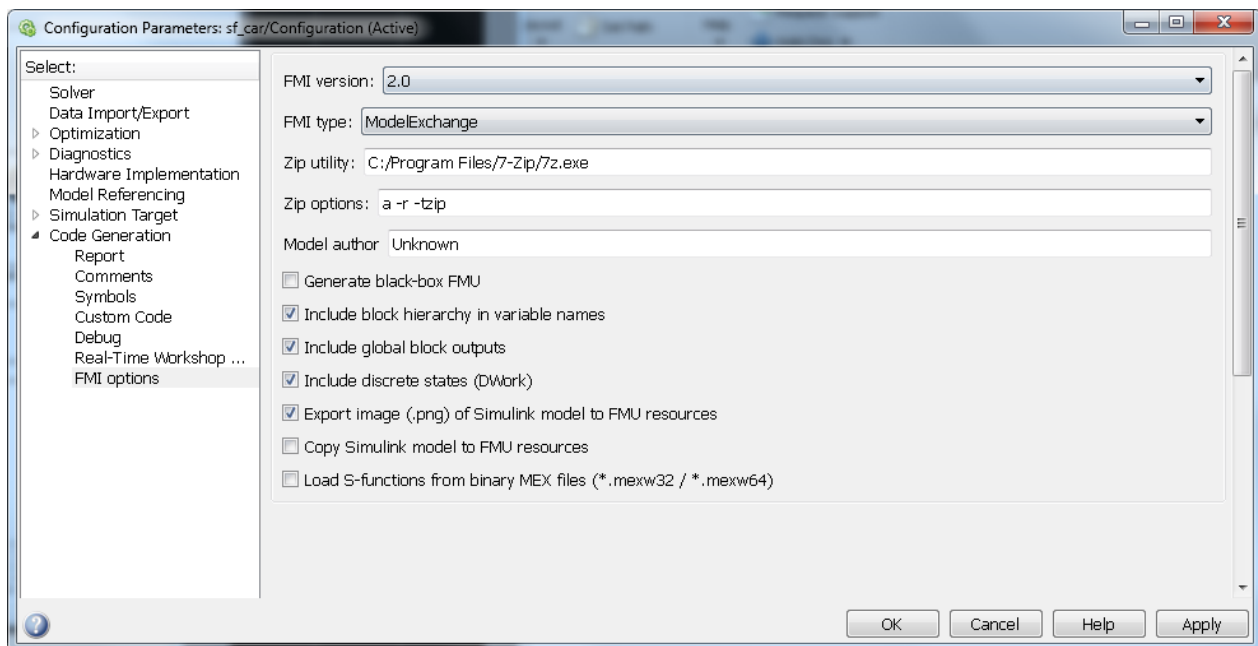 Configuration Parameters: sf_car/Configuration (Active)
Select:
Solver
Data Import/Export
Optimization
Diagnostics
Hardware Implementation
Model Referencing
Simulation Target
Code Generation
Report
Comments
Symbols
Custom Code
Debug
Real-Time Workshop ...
FMI options
FMI version: 2.0
FMI type: ModelExchange
Zip utility: C:/Program Files/7-Zip/7z.exe
Zip options: a -r -tzip
Model author Unknown
Generate black-box FMU
Include block hierarchy in variable names
Include global block outputs
Include discrete states (DWork)
Export image (.png) of Simulink model to FMU resources
Copy Simulink model to FMU resources
Load S-functions from binary MEX files (*.mexw32 / *.mexw64)
OK Cancel Help Apply